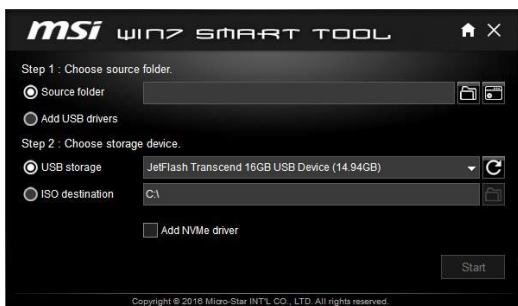 msi WIN7 SMART TOOL
Step 1 : Choose source folder.
Source folder
Add USB drivers
Step 2 : Choose storage device.
USB storage JetFlash Transcend 16GB USB Device (14.94GB)
ISO destination C:\
Add NVMe driver
Start
Copyright © 2016 Micro-Star INT'L CO., LTD. All rights reserved.